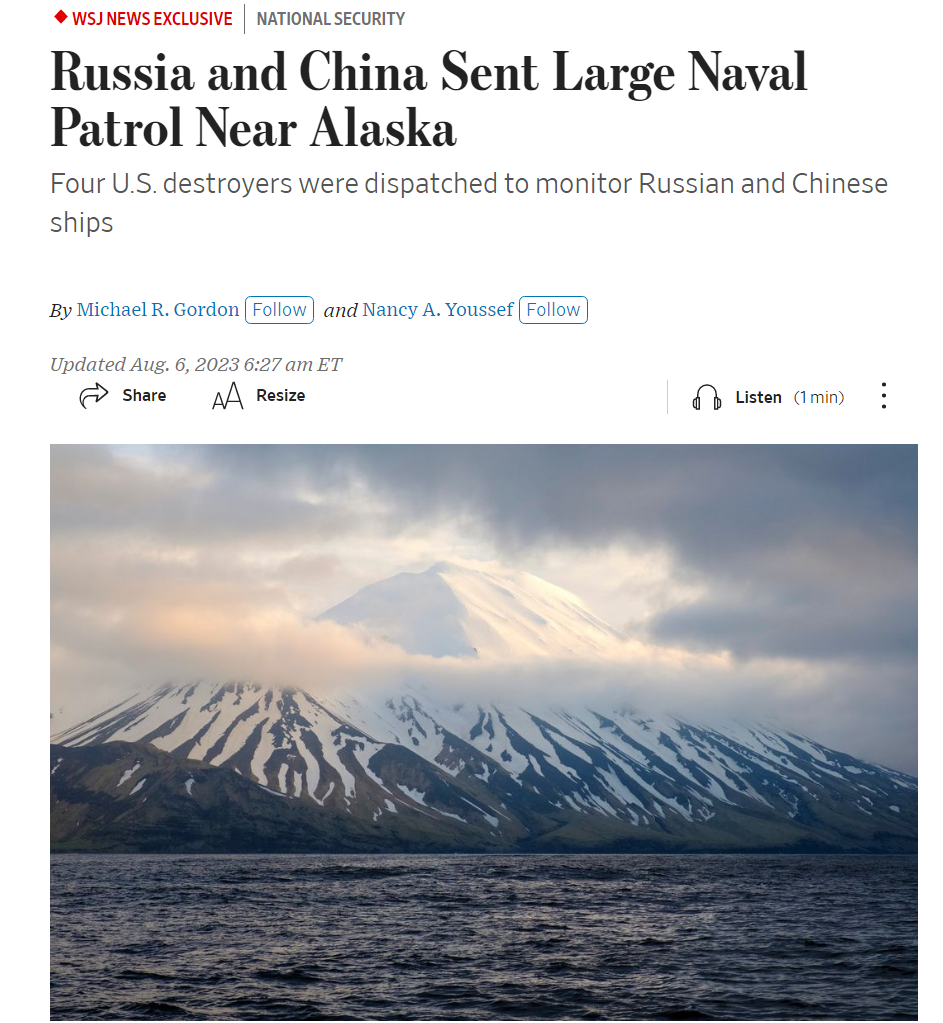 WSJ NEWS EXCLUSIVE | NATIONAL SECURITY
Russia and China Sent Large Naval
Patrol Near Alaska
Four U.S. destroyers were dispatched to monitor Russian and Chinese
ships
By Michael R. Gordon Follow and Nancy A. Youssef Follow
Updated Aug. 6, 2023 6:27 am ET
Share AA Resize Listen (1 min)